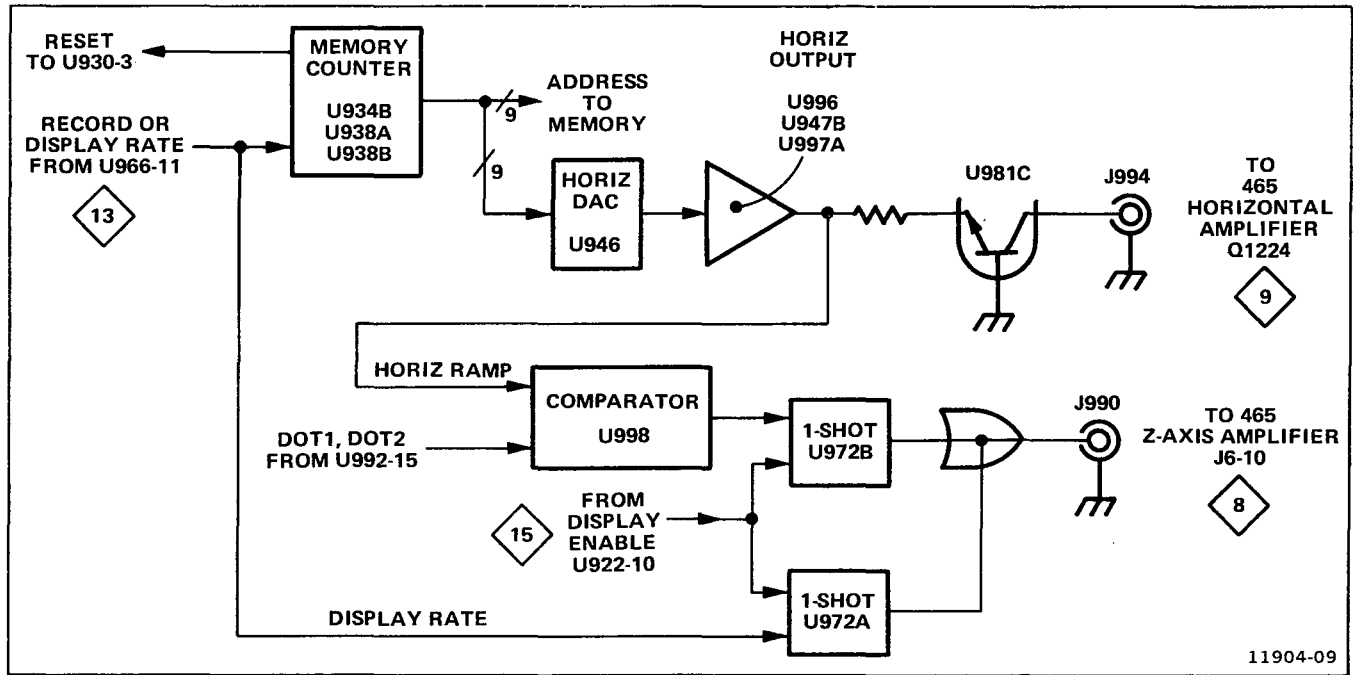 RESET
TO U930-3
MEMORY
COUNTER
U934B
U938A
U938B
RECORD OR
DISPLAY RATE
FROM U966-11
13
9
ADDRESS
TO
MEMORY
9
HORIZ
DAC
U946
HORIZ
OUTPUT
U996
U947B
U997A
U981C
J994
TO
465
HORIZONTAL
AMPLIFIER
Q1224
9
HORIZ RAMP
COMPARATOR
U998
DOT1, DOT2
FROM U992-15
1-SHOT
U972B
J990
TO 465
Z-AXIS AMPLIFIER
J6-10
8
15
FROM
DISPLAY
ENABLE
U922-10
1-SHOT
U972A
DISPLAY RATE
11904-09